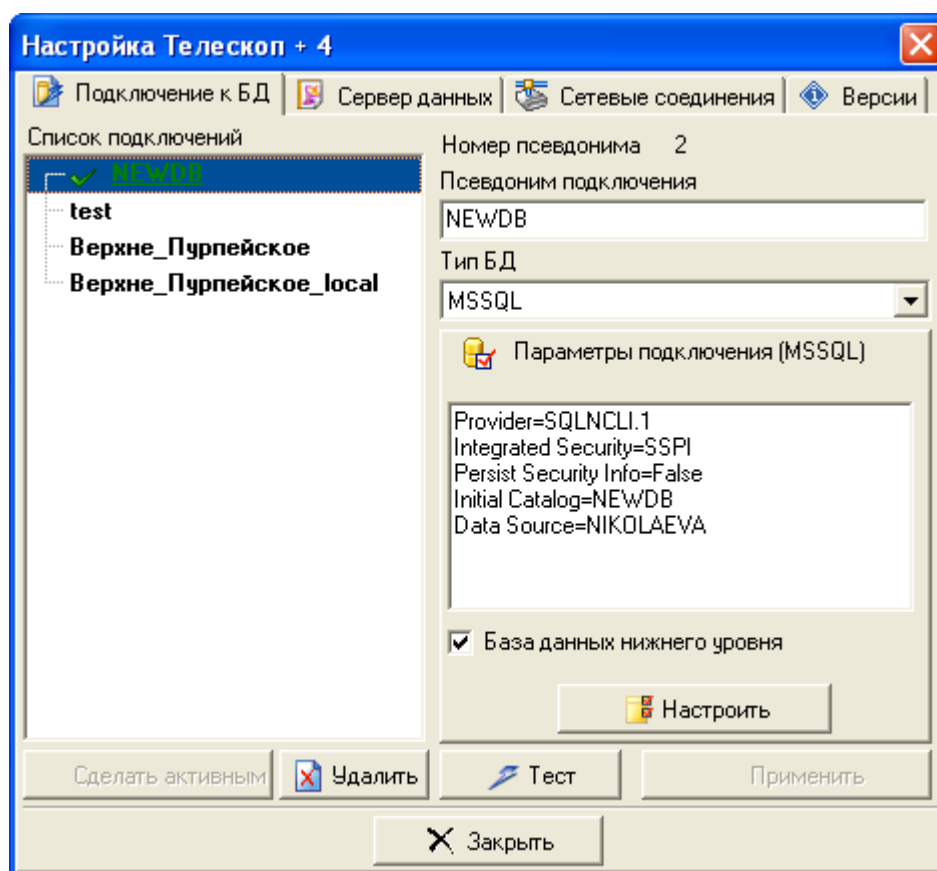 Настройка Телескоп + 4
Подключение к БД
Сервер данных
Сетевые соединения
Версии
Список подключений
NEWDB
test
Верхне_Пурпейское
Верхне_Пурпейское_local
Номер псевдонима 2
Псевдоним подключения
NEWDB
Тип БД
MSSQL
Параметры подключения (MSSQL)
Provider=SQLNCLI.1
Integrated Security=SSPI
Persist Security Info=False
Initial Catalog=NEWDB
Data Source=NIKOLAEVA
База данных нижнего уровня
Настроить
Сделать активным
Удалить
Тест
Применить
Закрыть